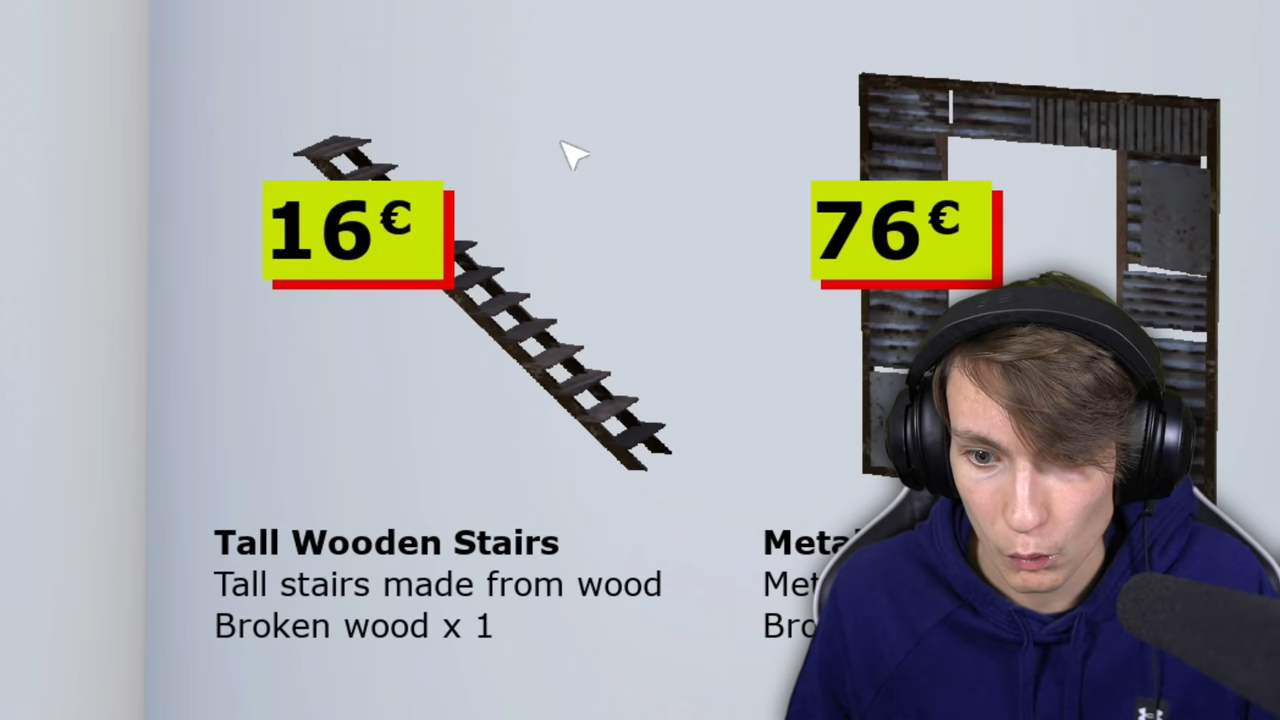 16€
76€
Tall Wooden Stairs
Tall stairs made from wood
Broken wood x 1